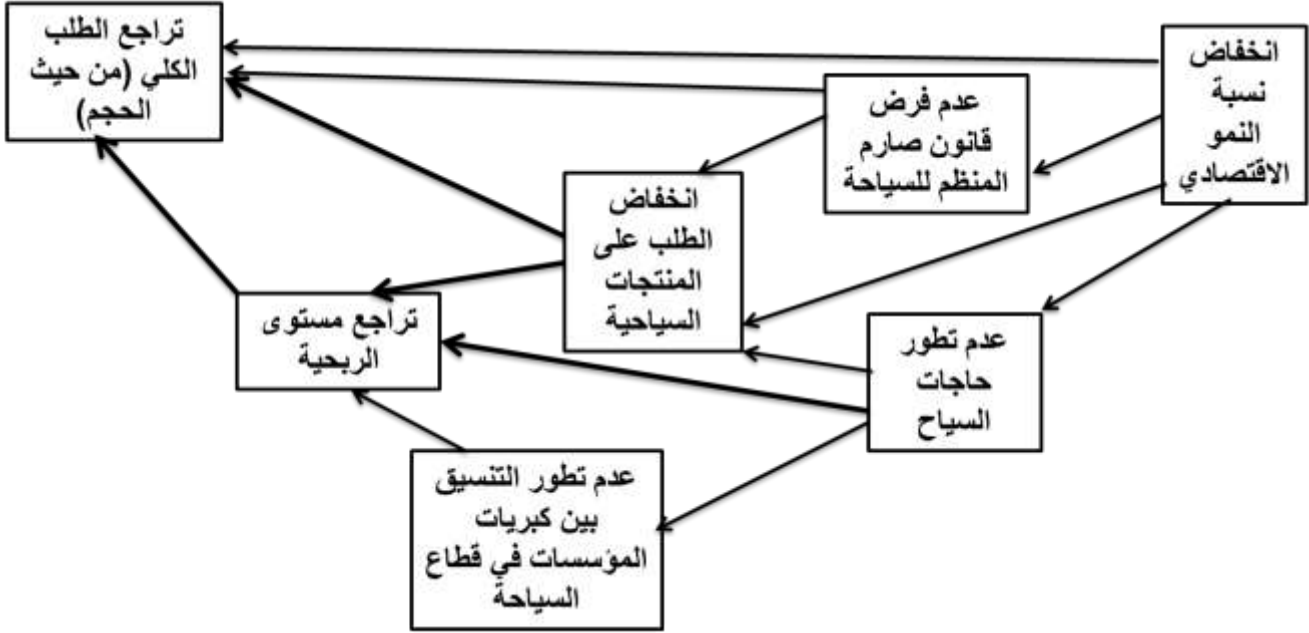 تراجع الطلب
الكلي (من حيث
الحجم)
انخفاض
نسبة
النمو
الاقتصادي
عدم فرض
قانون صارم
المنظم للسياحة
انخفاض
الطلب على
المنتجات
السياحية
تراجع مستوى
الربحية
عدم تطور
حاجات
السياح
عدم تطور التنسيق
بين كبريات
المؤسسات في قطاع
السياحة